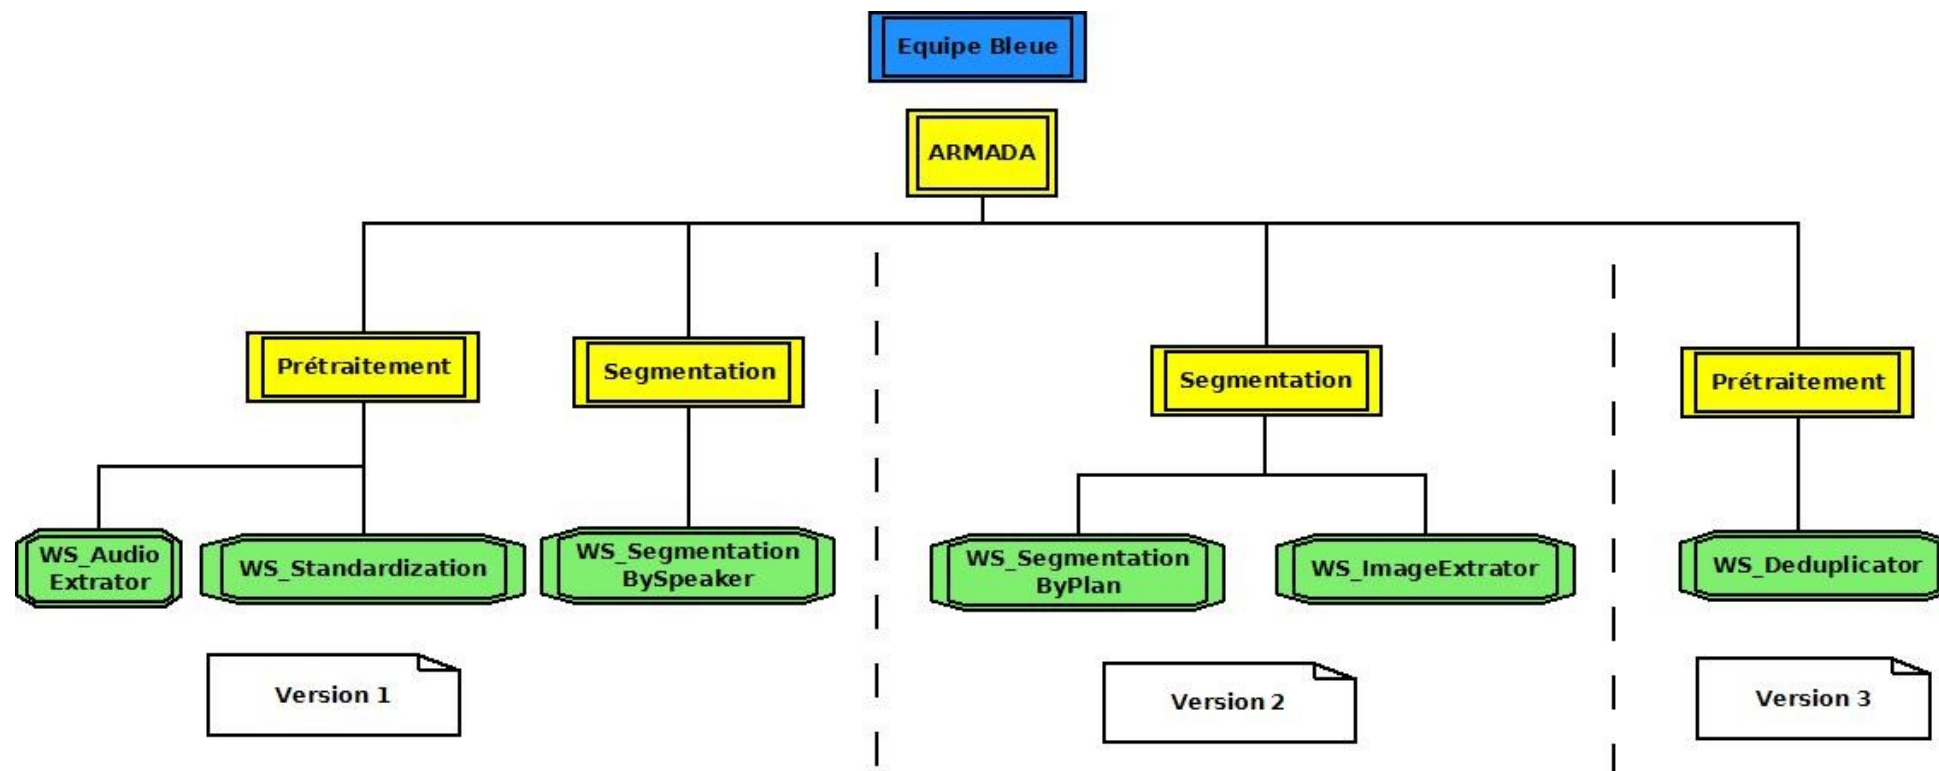 Equipe Bleue
ARMADA
Prétraitement
Segmentation
Segmentation
Prétraitement
WS_Audio
Extrator
WS_Standardization
WS_Segmentation
BySpeaker
WS_Segmentation
ByPlan
WS_ImageExtrator
WS_Deduplicator
Version 1
Version 2
Version 3